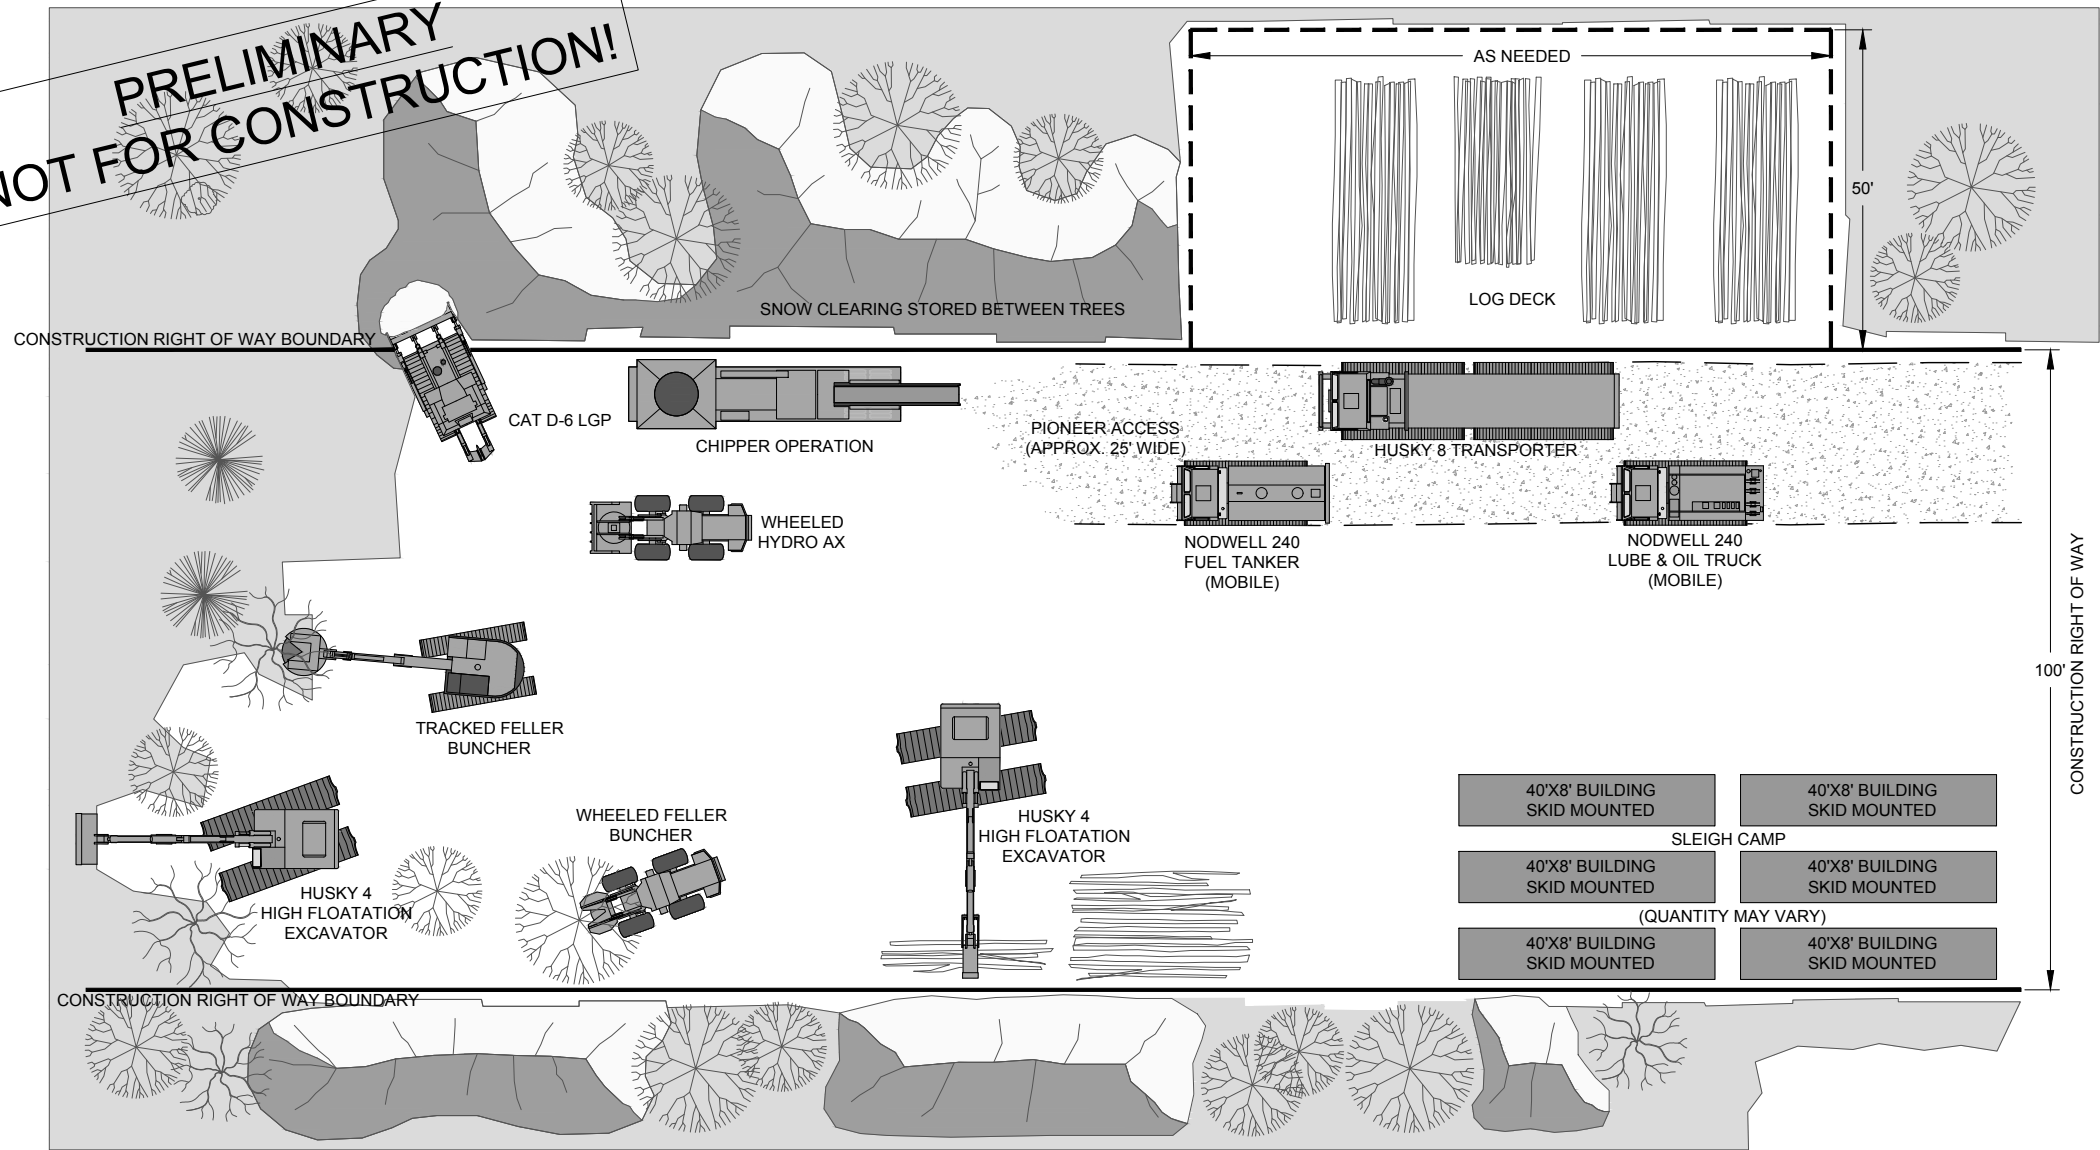 PRELIMINARY
NOT FOR CONSTRUCTION!
AS NEEDED
50'
LOG DECK
SNOW CLEARING STORED BETWEEN TREES
CONSTRUCTION RIGHT OF WAY BOUNDARY
CAT D-6 LGP
CHIPPER OPERATION
PIONEER ACCESS
(APPROX. 25' WIDE)
HUSKY 8 TRANSPORTER
WHEELED
HYDRO AX
NODWELL 240
FUEL TANKER
(MOBILE)
NODWELL 240
LUBE & OIL TRUCK
(MOBILE)
100'
CONSTRUCTION RIGHT OF WAY
TRACKED FELLER
BUNCHER
WHEELED FELLER
BUNCHER
HUSKY 4
HIGH FLOATATION
EXCAVATOR
HUSKY 4
HIGH FLOATATION
EXCAVATOR
40'X8' BUILDING
SKID MOUNTED
40'X8' BUILDING
SKID MOUNTED
SLEIGH CAMP
40'X8' BUILDING
SKID MOUNTED
40'X8' BUILDING
SKID MOUNTED
(QUANTITY MAY VARY)
40'X8' BUILDING
SKID MOUNTED
40'X8' BUILDING
SKID MOUNTED
CONSTRUCTION RIGHT OF WAY BOUNDARY